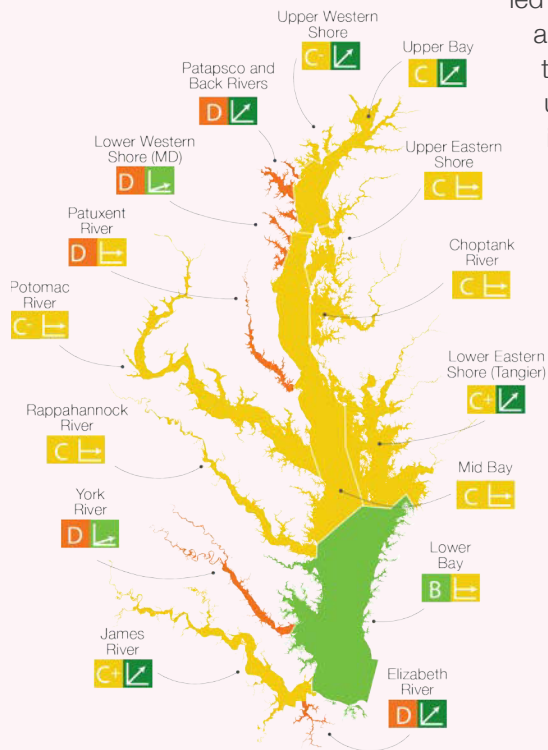 led
a
t
u
Upper Western
Shore
C-
Upper Bay
C
Patapsco and
Back Rivers
D
Lower Western
Shore (MD)
D
Upper Eastern
Shore
C
Patuxent
River
D
Choptank
River
C
Potomac
River
C-
Lower Eastern
Shore (Tangier)
C+
Rappahannock
River
C
Mid Bay
C
York
River
D
Lower
Bay
B
James
River
C+
Elizabeth
River
D